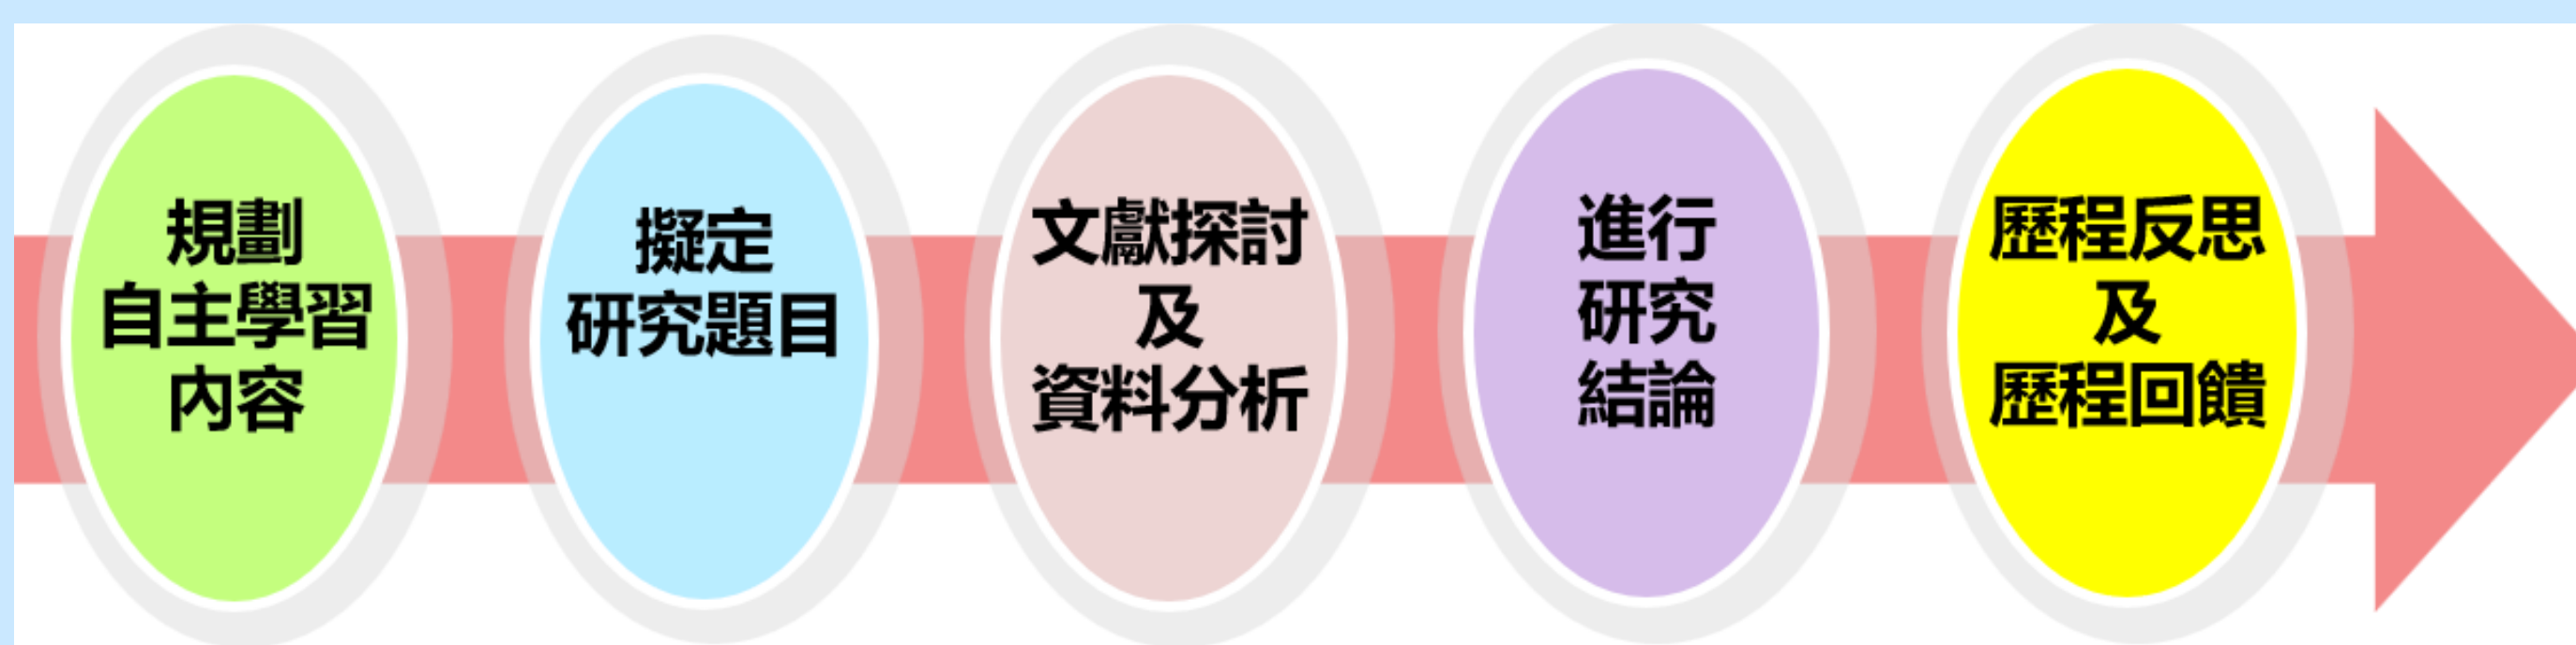 規劃
自主學習
內容
擬定
研究題目
文獻探討
及
資料分析
進行
研究
結論
歷程反思
及
歷程回饋